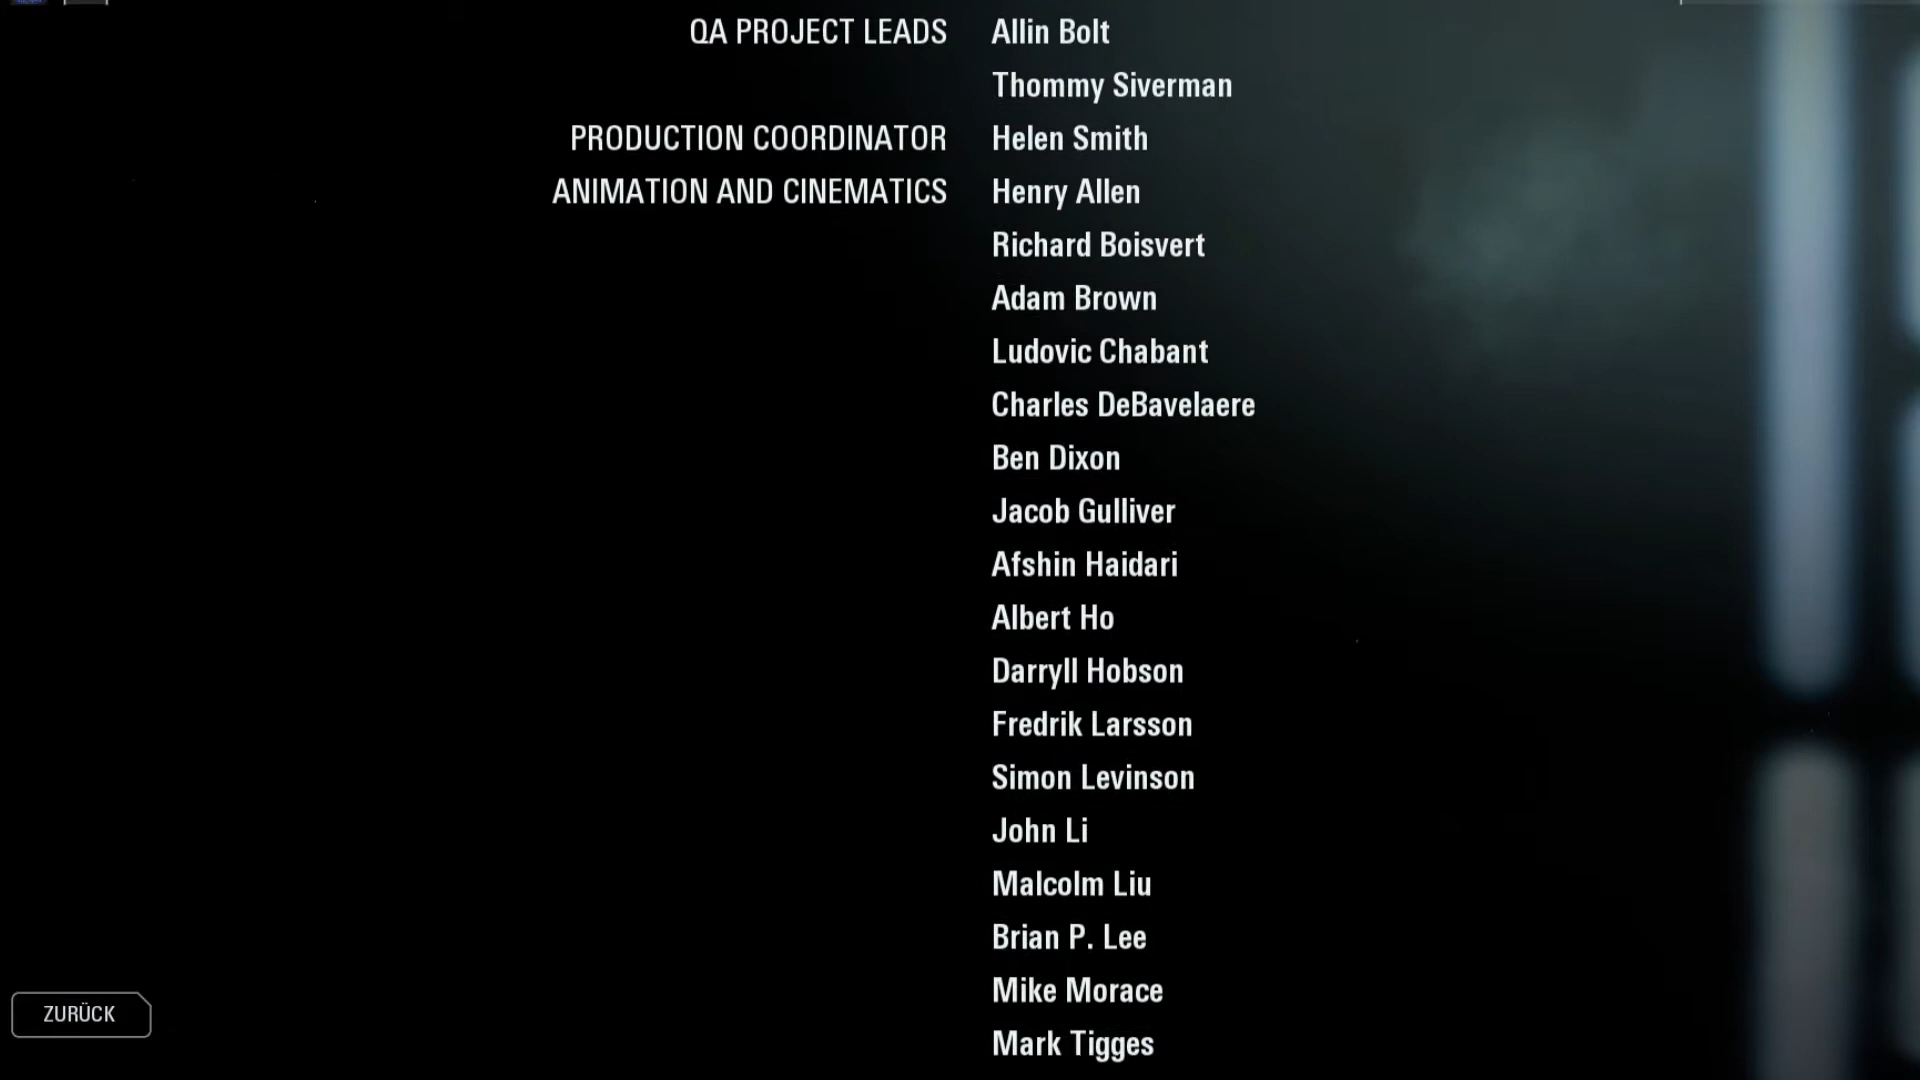 QA PROJECT LEADS Allin Bolt
Thommy Siverman
PRODUCTION COORDINATOR Helen Smith
ANIMATION AND CINEMATICS Henry Allen
Richard Boisvert
Adam Brown
Ludovic Chabant
Charles DeBavelaere
Ben Dixon
Jacob Gulliver
Afshin Haidari
Albert Ho
Darryll Hobson
Fredrik Larsson
Simon Levinson
John Li
Malcolm Liu
Brian P. Lee
Mike Morace
Mark Tigges
ZURÜCK